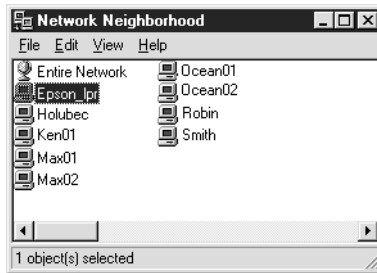 Network Neighborhood
File Edit View Help
Entire Network
Epson_lpr
Holubec
Ken01
Max01
Max02
Ocean01
Ocean02
Robin
Smith
1 object(s) selected